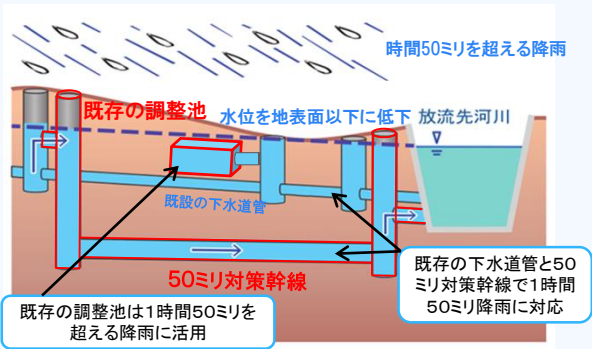 時間50ミリを超える降雨
既存の調整池
水位を地表面以下に低下
放流先河川
既設の下水道管
50ミリ対策幹線
既存の調整池は1時間50ミリを
超える降雨に活用
既存の下水道管と50
ミリ対策幹線で1時間
50ミリ降雨に対応